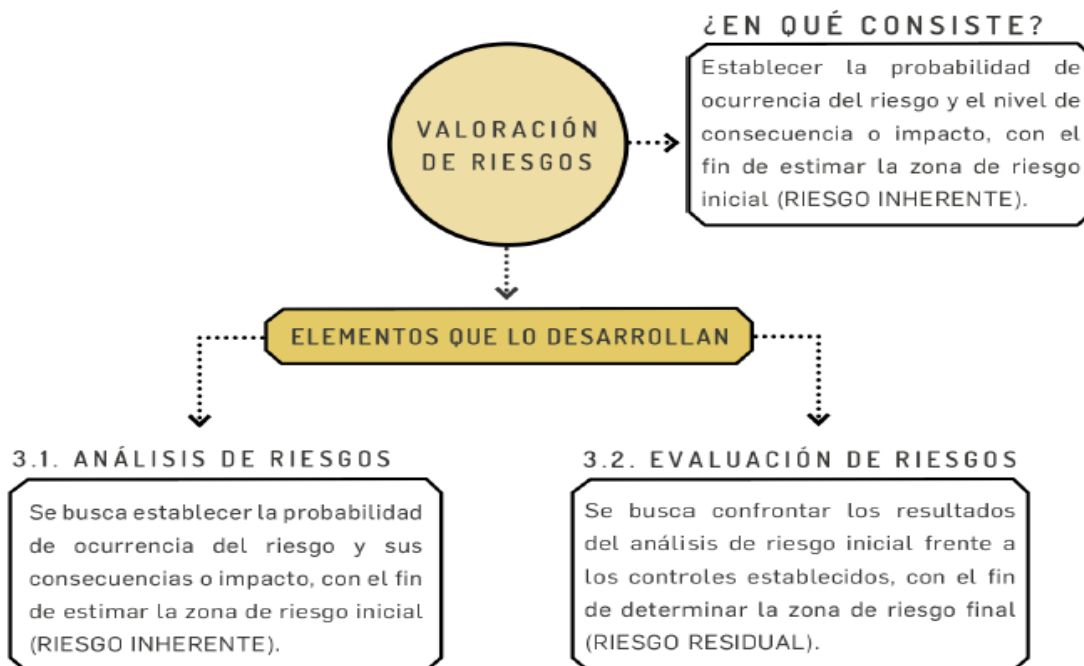 ¿EN QUÉ CONSISTE?
Establecer la probabilidad de
ocurrencia del riesgo y el nivel de
consecuencia o impacto, con el
fin de estimar la zona de riesgo
inicial (RIESGO INHERENTE).
VALORACIÓN
DE RIESGOS
ELEMENTOS QUE LO DESARROLLAN
3.1. ANÁLISIS DE RIESGOS
Se busca establecer la probabilidad
de ocurrencia del riesgo y sus
consecuencias o impacto, con el fin
de estimar la zona de riesgo inicial
(RIESGO INHERENTE).
3.2. EVALUACIÓN DE RIESGOS
Se busca confrontar los resultados
del análisis de riesgo inicial frente a
los controles establecidos, con el fin
de determinar la zona de riesgo final
(RIESGO RESIDUAL).